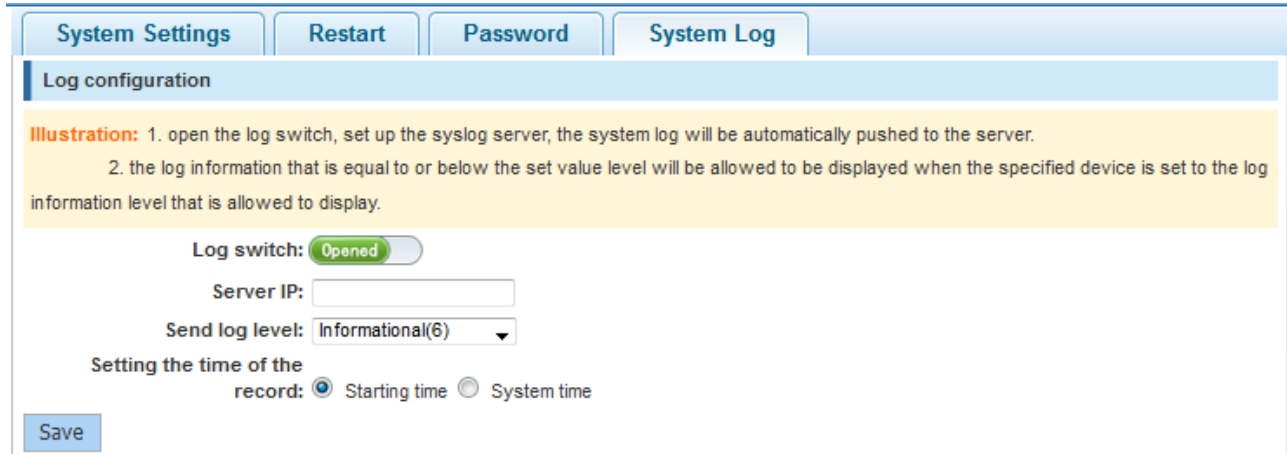 System Settings Restart Password System Log
Log configuration
Illustration: 1. open the log switch, set up the syslog server, the system log will be automatically pushed to the server.
2. the log information that is equal to or below the set value level will be allowed to be displayed when the specified device is set to the log
information level that is allowed to display.
Log switch: Opened
Server IP:
Send log level: Informational(6)
Setting the time of the
record: Starting time System time
Save